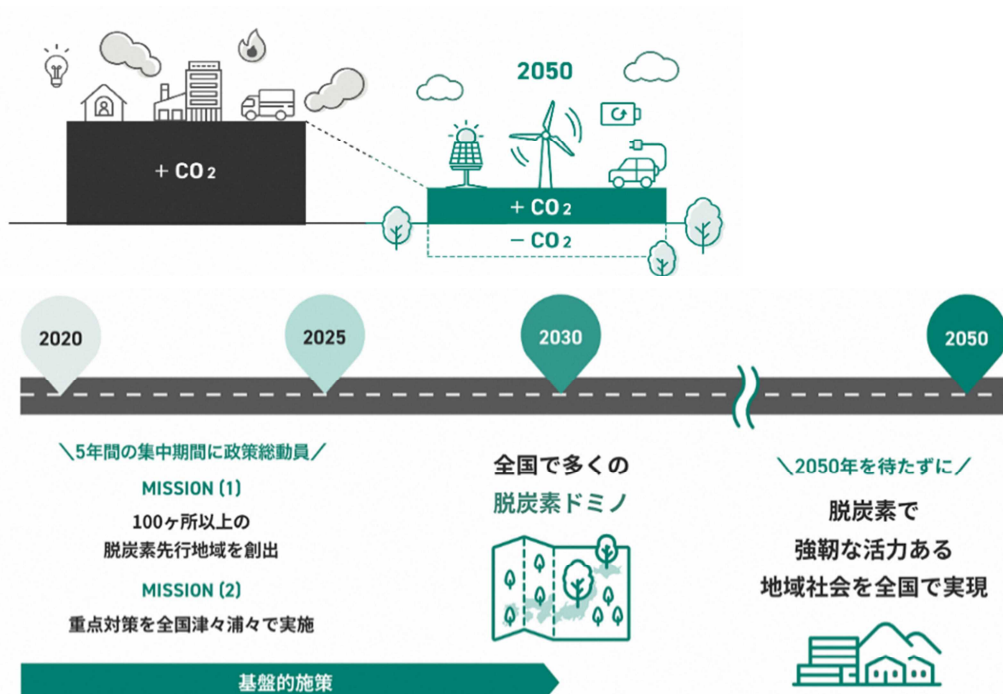 2050
+ CO2
+ CO2
− CO2
2020
2025
2030
2050
\5年間の集中期間に政策総動員/
MISSION (1)
100ヶ所以上の
脱炭素先行地域を創出
MISSION (2)
重点対策を全国津々浦々で実施
基盤的施策
全国で多くの
脱炭素ドミノ
\2050年を待たずに/
脱炭素で
強靭な活力ある
地域社会を全国で実現